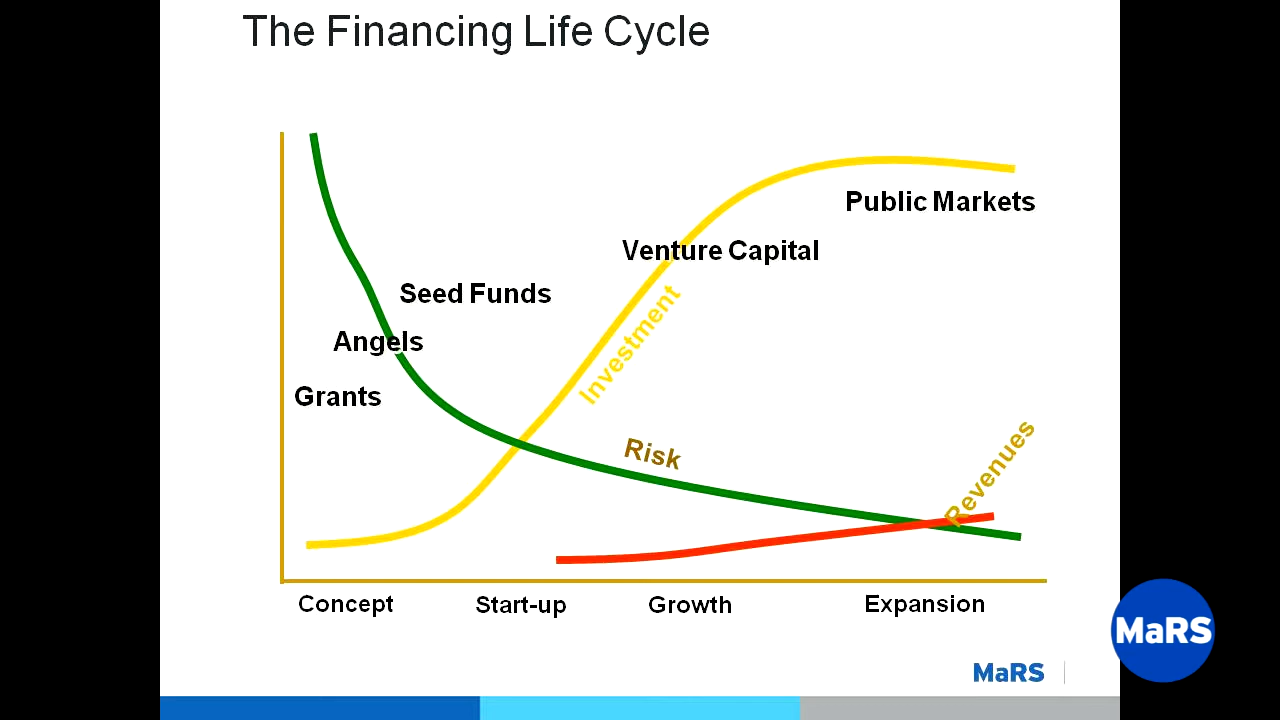 The Financing Life Cycle
Public Markets
Venture Capital
Seed Funds
Investment
Angels
Grants
Risk
Revenues
Concept
Start-up
Growth
Expansion
MaRS
MaRS